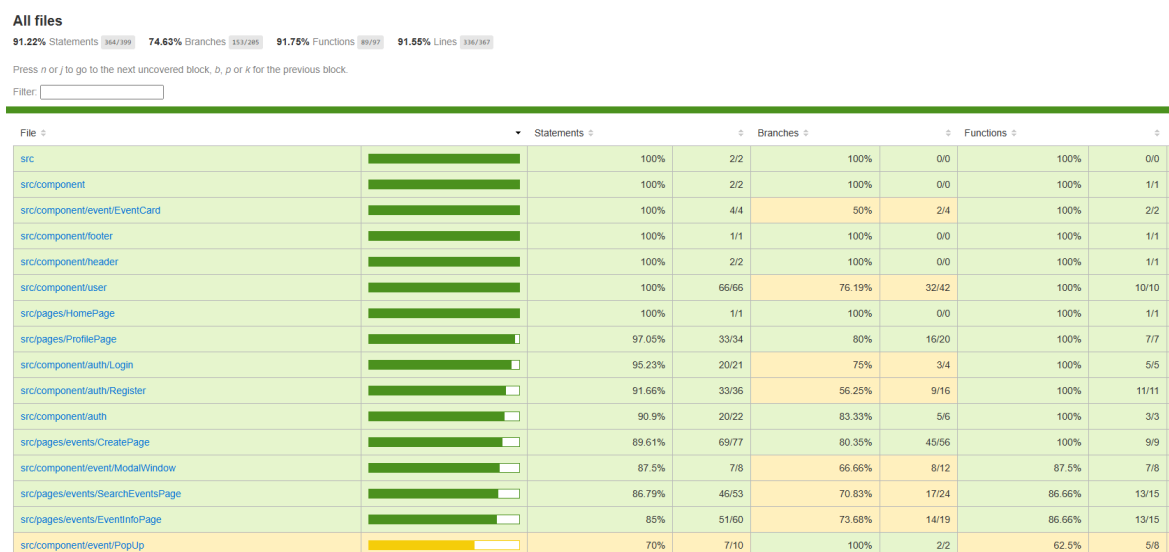 All files
91.22% Statements 364/399 74.63% Branches 153/205 91.75% Functions 89/97 91.55% Lines 336/367
Press n or j to go to the next uncovered block, b, p or k for the previous block.
Filter:
File Statements Branches Functions
src 100% 2/2 100% 0/0 100% 0/0
src/component 100% 2/2 100% 0/0 100% 1/1
src/component/event/EventCard 100% 4/4 50% 2/4 100% 2/2
src/component/footer 100% 1/1 100% 0/0 100% 1/1
src/component/header 100% 2/2 100% 0/0 100% 1/1
src/component/user 100% 66/66 76.19% 32/42 100% 10/10
src/pages/HomePage 100% 1/1 100% 0/0 100% 1/1
src/pages/ProfilePage 97.05% 33/34 80% 16/20 100% 7/7
src/component/auth/Login 95.23% 20/21 75% 3/4 100% 5/5
src/component/auth/Register 91.66% 33/36 56.25% 9/16 100% 11/11
src/component/auth 90.9% 20/22 83.33% 5/6 100% 3/3
src/pages/events/CreatePage 89.61% 69/77 80.35% 45/56 100% 9/9
src/component/event/ModalWindow 87.5% 7/8 66.66% 8/12 87.5% 7/8
src/pages/events/SearchEventsPage 86.79% 46/53 70.83% 17/24 86.66% 13/15
src/pages/events/EventInfoPage 85% 51/60 73.68% 14/19 86.66% 13/15
src/component/event/PopUp 70% 7/10 100% 2/2 62.5% 5/8